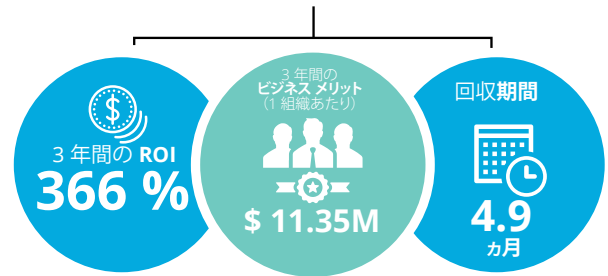 3 年間の ROI
366 %
3 年間の
ビジネス メリット
(1 組織あたり)
$ 11.35M
回収期間
4.9
カ月